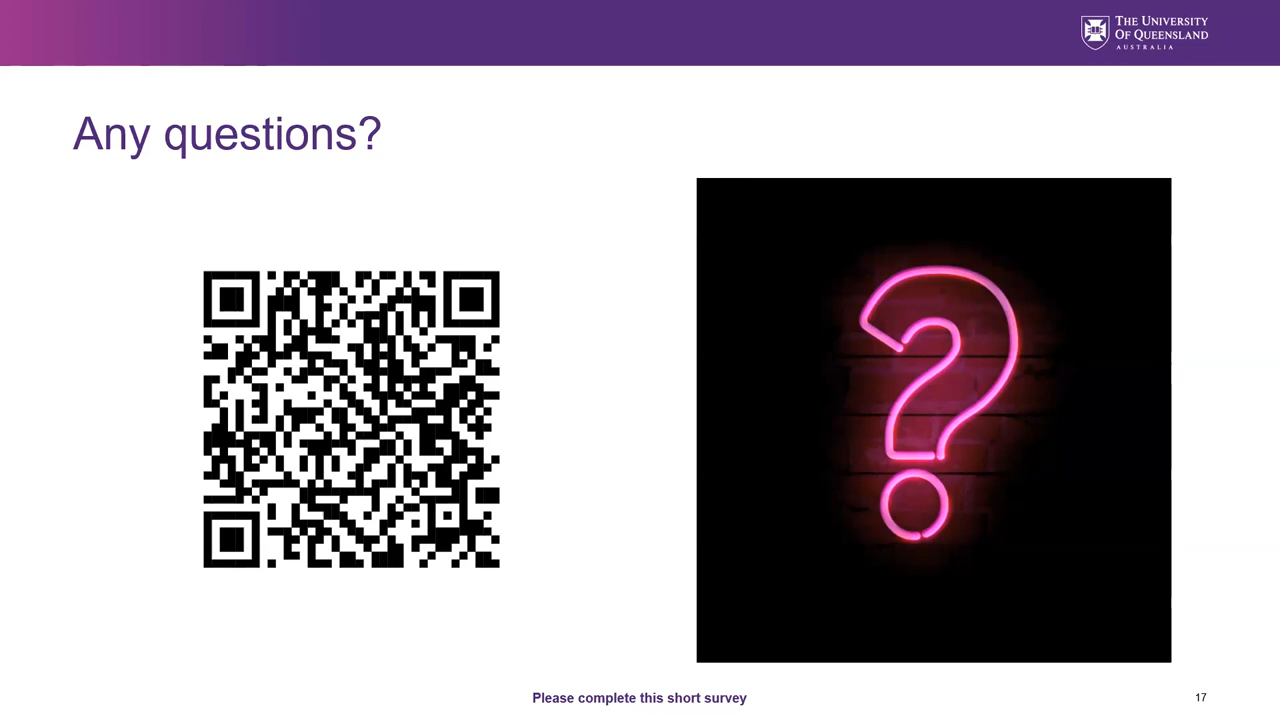 THE UNIVERSITY
OF QUEENSLAND
AUSTRALIA
Any questions?
Please complete this short survey
17